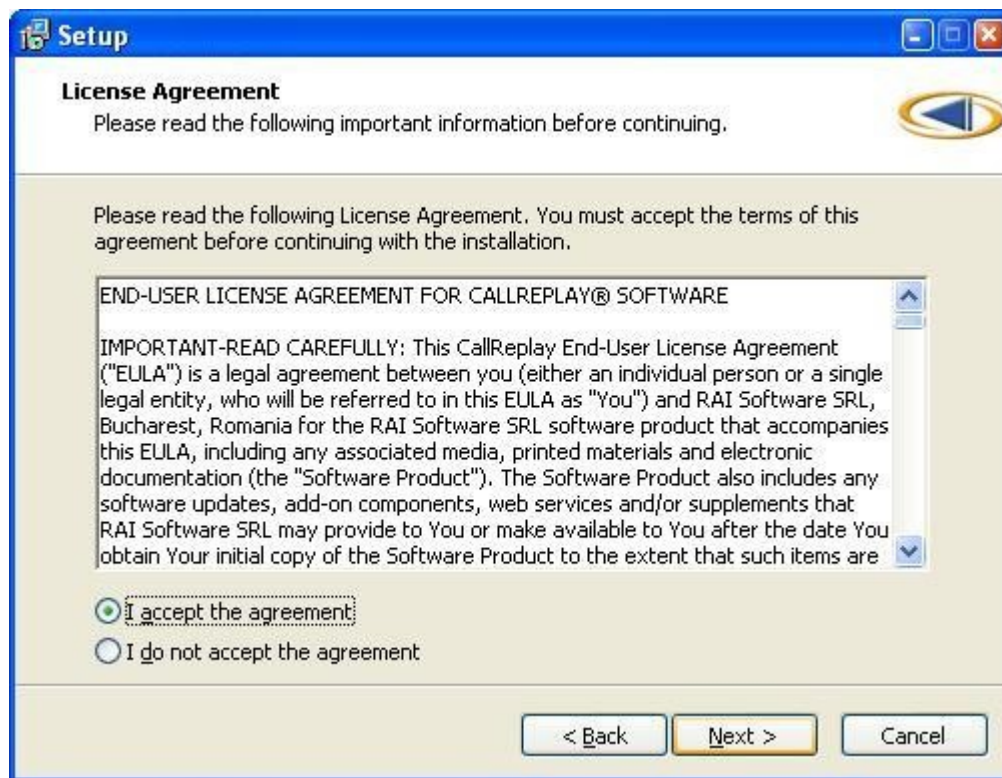 Setup
License Agreement
Please read the following important information before continuing.
Please read the following License Agreement. You must accept the terms of this
agreement before continuing with the installation.
END-USER LICENSE AGREEMENT FOR CALLREPLAY® SOFTWARE
IMPORTANT-READ CAREFULLY: This CallReplay End-User License Agreement
("EULA") is a legal agreement between you (either an individual person or a single
legal entity, who will be referred to in this EULA as "You") and RAI Software SRL,
Bucharest, Romania for the RAI Software SRL software product that accompanies
this EULA, including any associated media, printed materials and electronic
documentation (the "Software Product"). The Software Product also includes any
software updates, add-on components, web services and/or supplements that
RAI Software SRL may provide to You or make available to You after the date You
obtain Your initial copy of the Software Product to the extent that such items are
I accept the agreement
I do not accept the agreement
< Back Next > Cancel